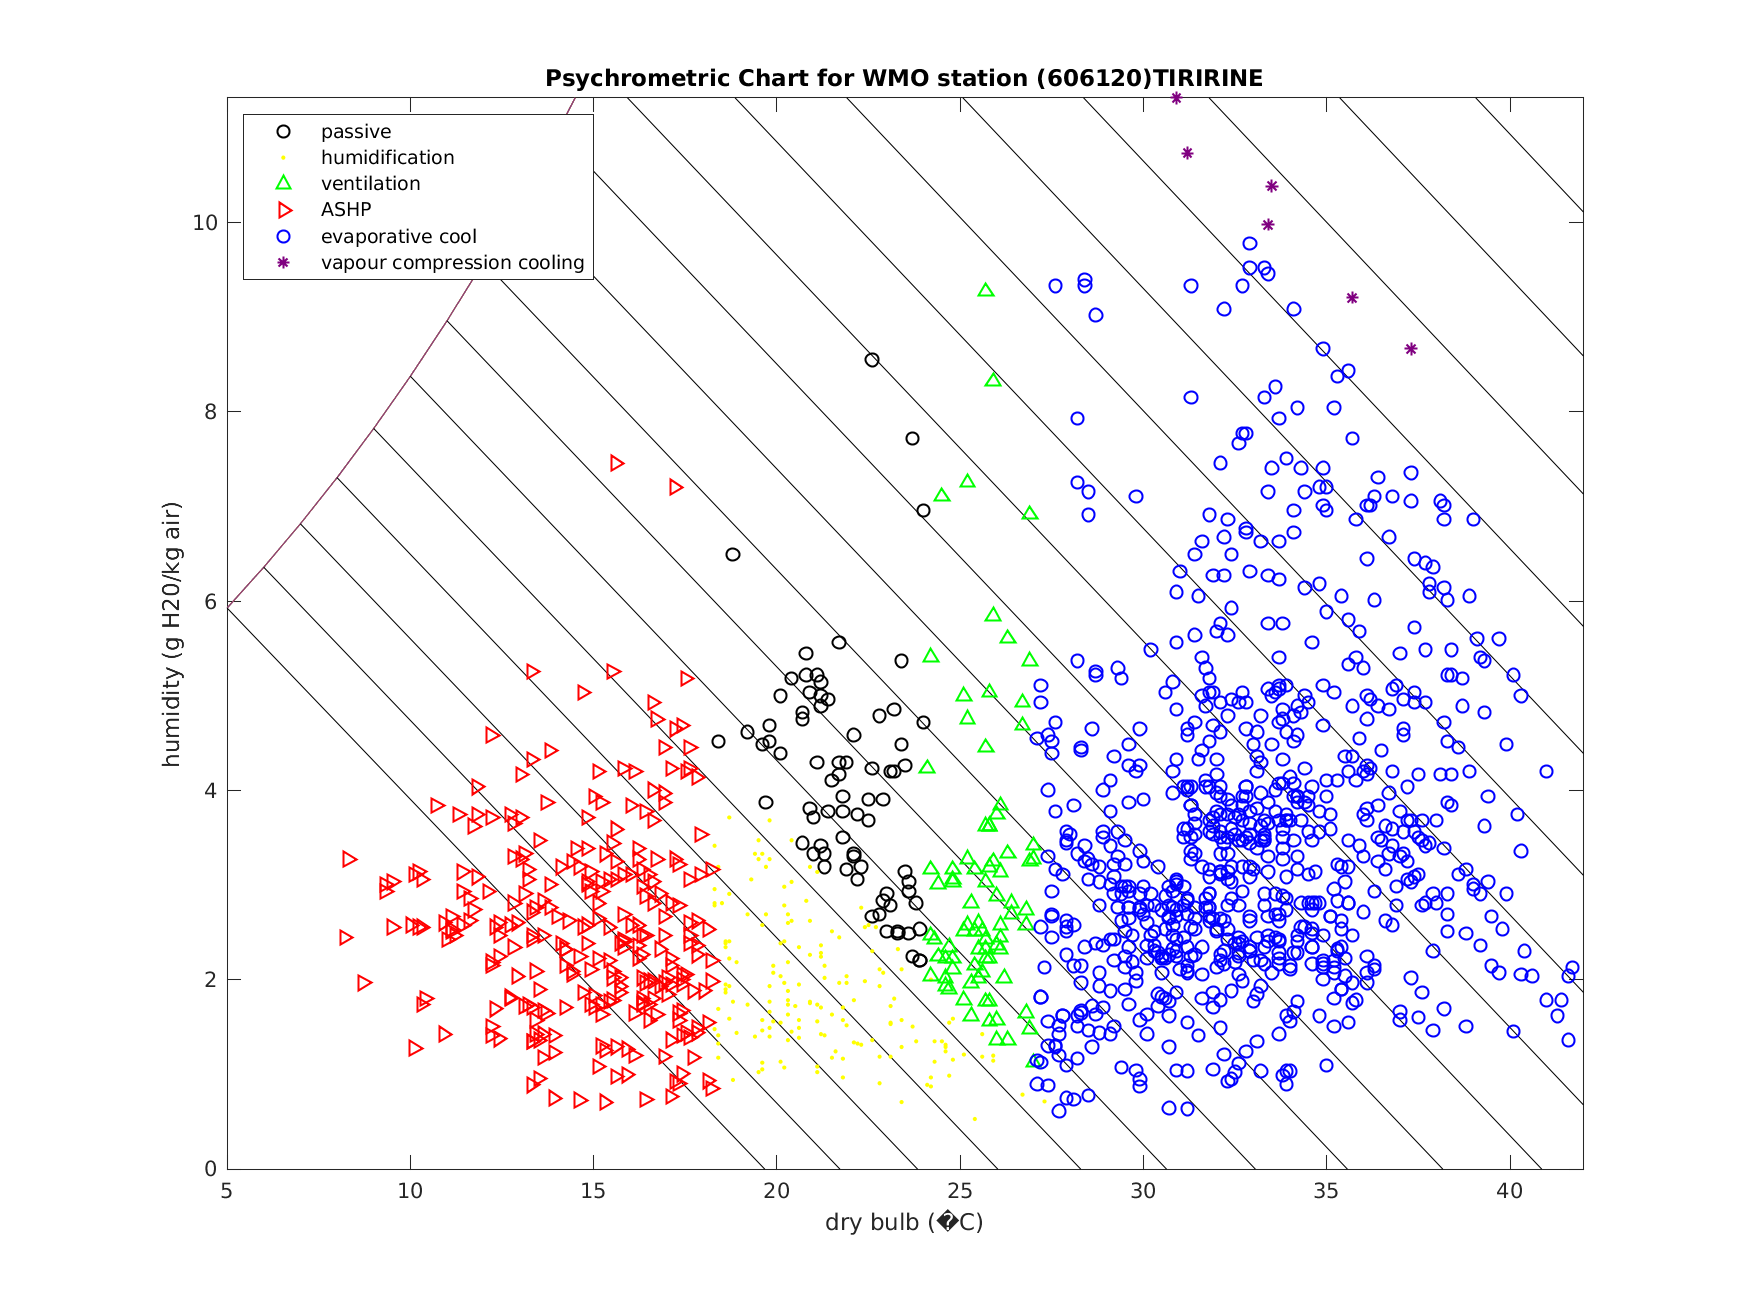 Psychrometric Chart for WMO station (606120)TIRIRINE
passive
humidification
ventilation
ASHP
evaporative cool
vapour compression cooling
humidity (g H20/kg air)
10
8
6
4
2
0
5 10 15 20 25 30 35 40
dry bulb (�C)